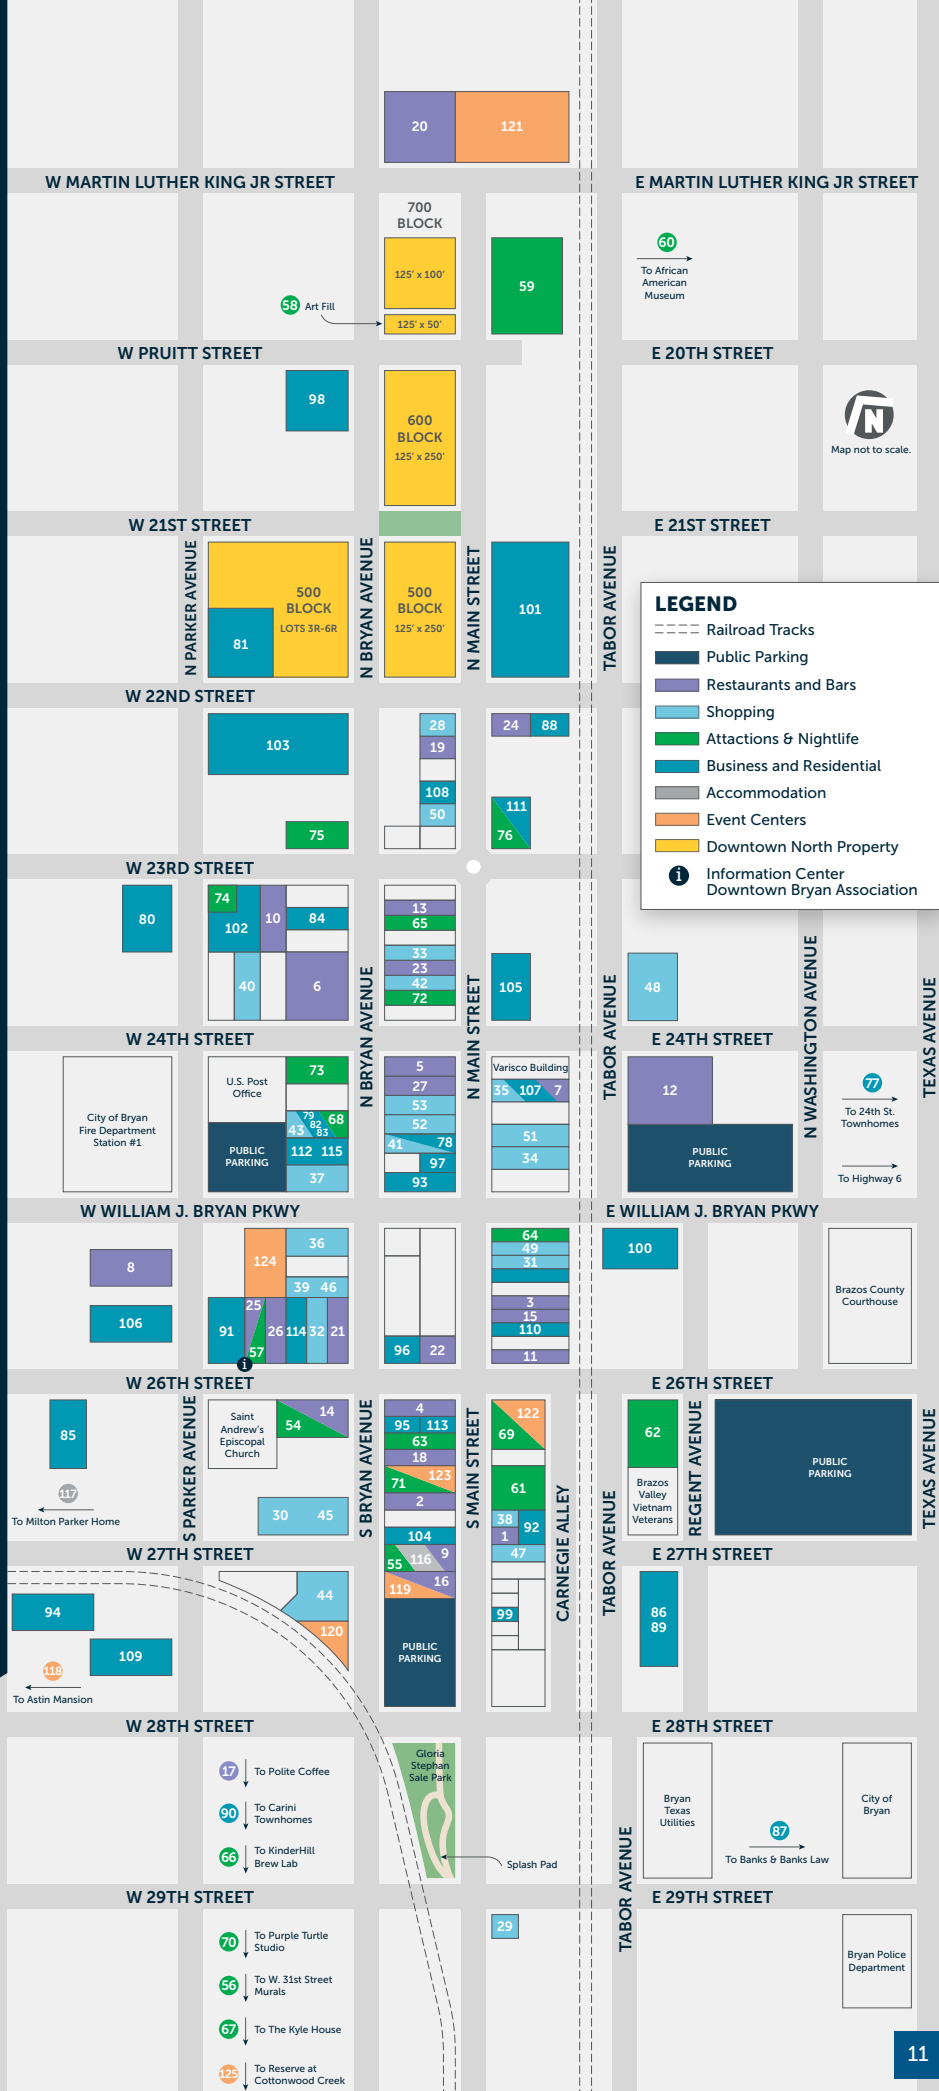 20
121
W MARTIN LUTHER KING JR STREET
E MARTIN LUTHER KING JR STREET
700
BLOCK
125' x 100'
58
Art Fill
125' x 50'
59
60
To African
American
Museum
W PRUITT STREET
E 20TH STREET
98
600
BLOCK
125' x 250'
N
Map not to scale.
W 21ST STREET
E 21ST STREET
N PARKER AVENUE
500
BLOCK
LOTS 3R-6R
81
N BRYAN AVENUE
500
BLOCK
125' x 250'
N MAIN STREET
101
TABOR AVENUE
LEGEND
Railroad Tracks
Public Parking
Restaurants and Bars
Shopping
Attactions & Nightlife
Business and Residential
Accommodation
Event Centers
Downtown North Property
i
Information Center
Downtown Bryan Association
W 22ND STREET
103
28
19
108
50
24
88
111
76
75
W 23RD STREET
80
74
102
10
84
40
6
N BRYAN AVENUE
13
65
33
23
42
72
N MAIN STREET
105
TABOR AVENUE
48
N WASHINGTON AVENUE
TEXAS AVENUE
W 24TH STREET
E 24TH STREET
City of Bryan
Fire Department
Station #1
U.S. Post
Office
PUBLIC
PARKING
73
79
82
83
43
68
112
115
37
5
27
53
52
41
78
97
93
Varisco Building
35
107
7
51
34
12
PUBLIC
PARKING
77
To 24th St.
Townhomes
To Highway 6
W WILLIAM J. BRYAN PKWY
E WILLIAM J. BRYAN PKWY
8
106
124
36
39
46
91
25
57
26
114
32
21
i
96
22
64
49
31
3
15
110
11
100
Brazos County
Courthouse
W 26TH STREET
E 26TH STREET
85
117
To Milton Parker Home
S PARKER AVENUE
Saint
Andrew's
Episcopal
Church
14
54
30
45
S BRYAN AVENUE
4
95
113
63
18
123
71
2
104
55
116
9
16
119
PUBLIC
PARKING
S MAIN STREET
122
69
61
38
1
92
47
99
CARNEGIE ALLEY
TABOR AVENUE
62
Brazos
Valley
Vietnam
Veterans
REGENT AVENUE
PUBLIC
PARKING
TEXAS AVENUE
W 27TH STREET
E 27TH STREET
94
109
118
To Astin Mansion
44
120
86
89
W 28TH STREET
E 28TH STREET
17
To Polite Coffee
90
To Carini
Townhomes
66
To KinderHill
Brew Lab
Gloria
Stephan
Sale Park
Splash Pad
TABOR AVENUE
Bryan
Texas
Utilities
87
To Banks & Banks Law
City of
Bryan
W 29TH STREET
E 29TH STREET
70
To Purple Turtle
Studio
56
To W. 31st Street
Murals
67
To The Kyle House
125
To Reserve at
Cottonwood Creek
29
Bryan Police
Department
11